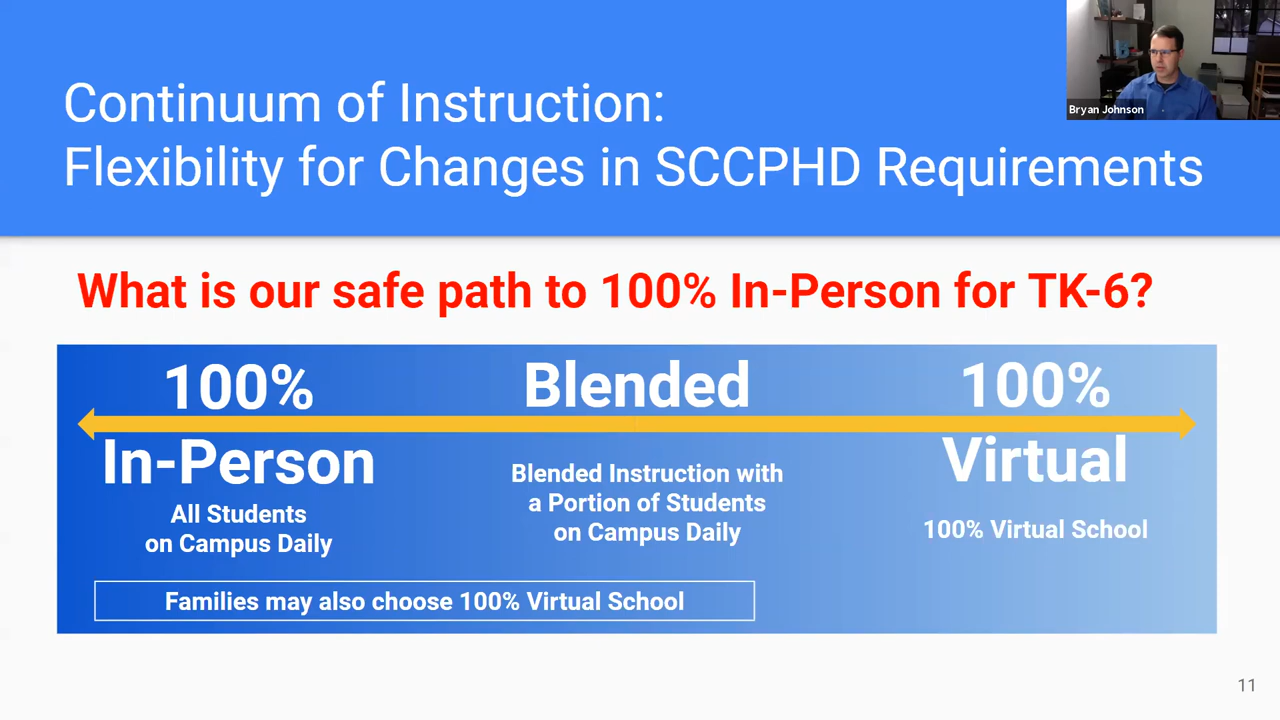 Continuum of Instruction:
Flexibility for Changes in SCCPHD Requirements
Bryan Johnson
What is our safe path to 100% In-Person for TK-6?
100%
In-Person
All Students
on Campus Daily
Blended
Blended Instruction with
a Portion of Students
on Campus Daily
100%
Virtual
100% Virtual School
Families may also choose 100% Virtual School
11